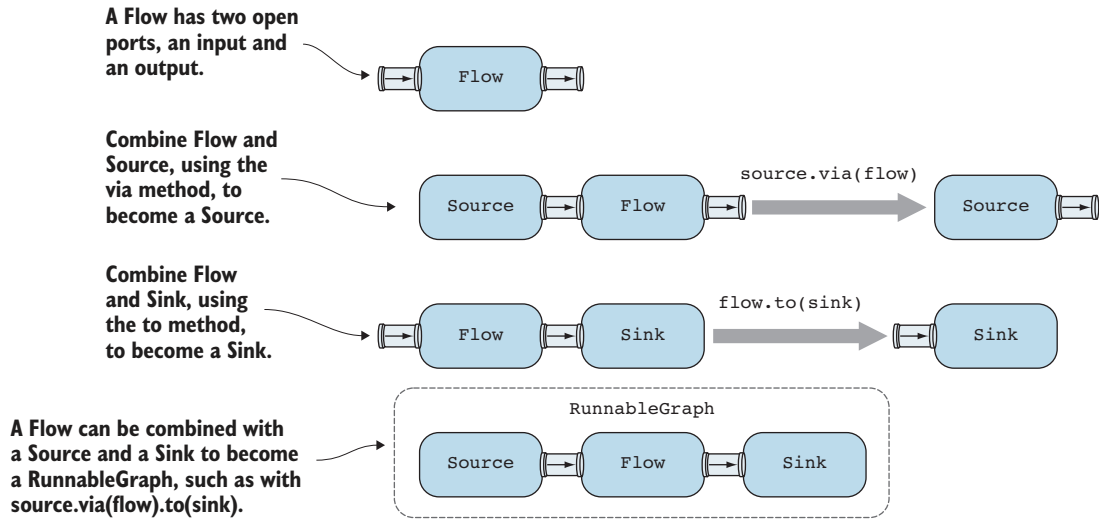 A Flow has two open
ports, an input and
an output.
Flow
Combine Flow and
Source, using the
via method, to
become a Source.
Source
Flow
source.via(flow)
Source
Combine Flow
and Sink, using
the to method,
to become a Sink.
Flow
Sink
flow.to(sink)
Sink
A Flow can be combined with
a Source and a Sink to become
a RunnableGraph, such as with
source.via(flow).to(sink).
RunnableGraph
Source
Flow
Sink